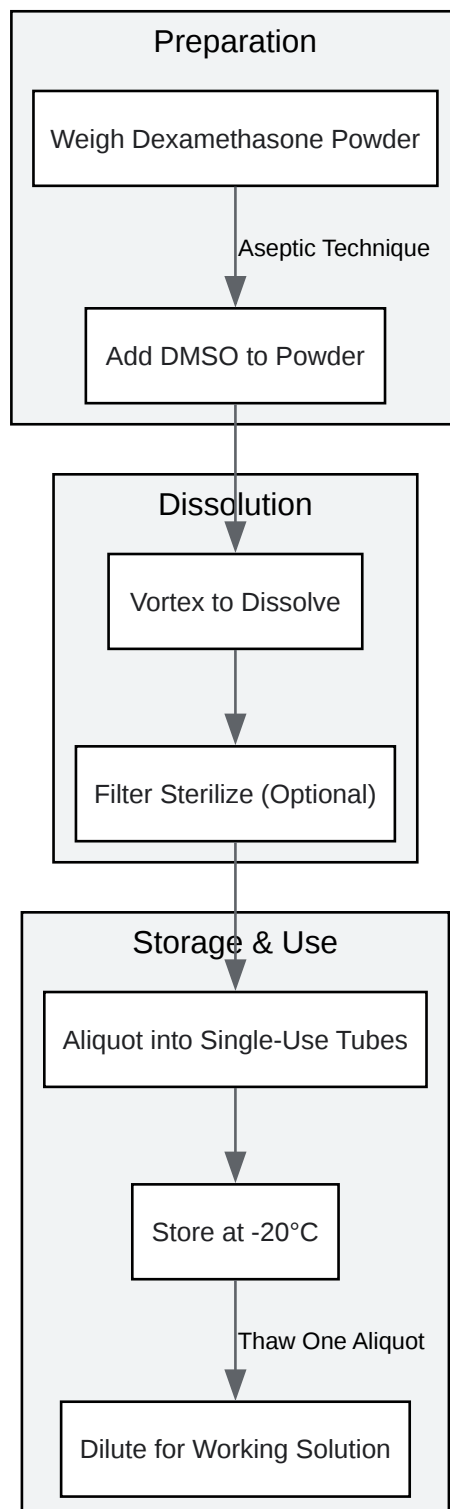 Preparation
Weigh Dexamethasone Powder
Aseptic Technique
Add DMSO to Powder
Dissolution
Vortex to Dissolve
Filter Sterilize (Optional)
Storage & Use
Aliquot into Single-Use Tubes
Store at -20°C
Thaw One Aliquot
Dilute for Working Solution